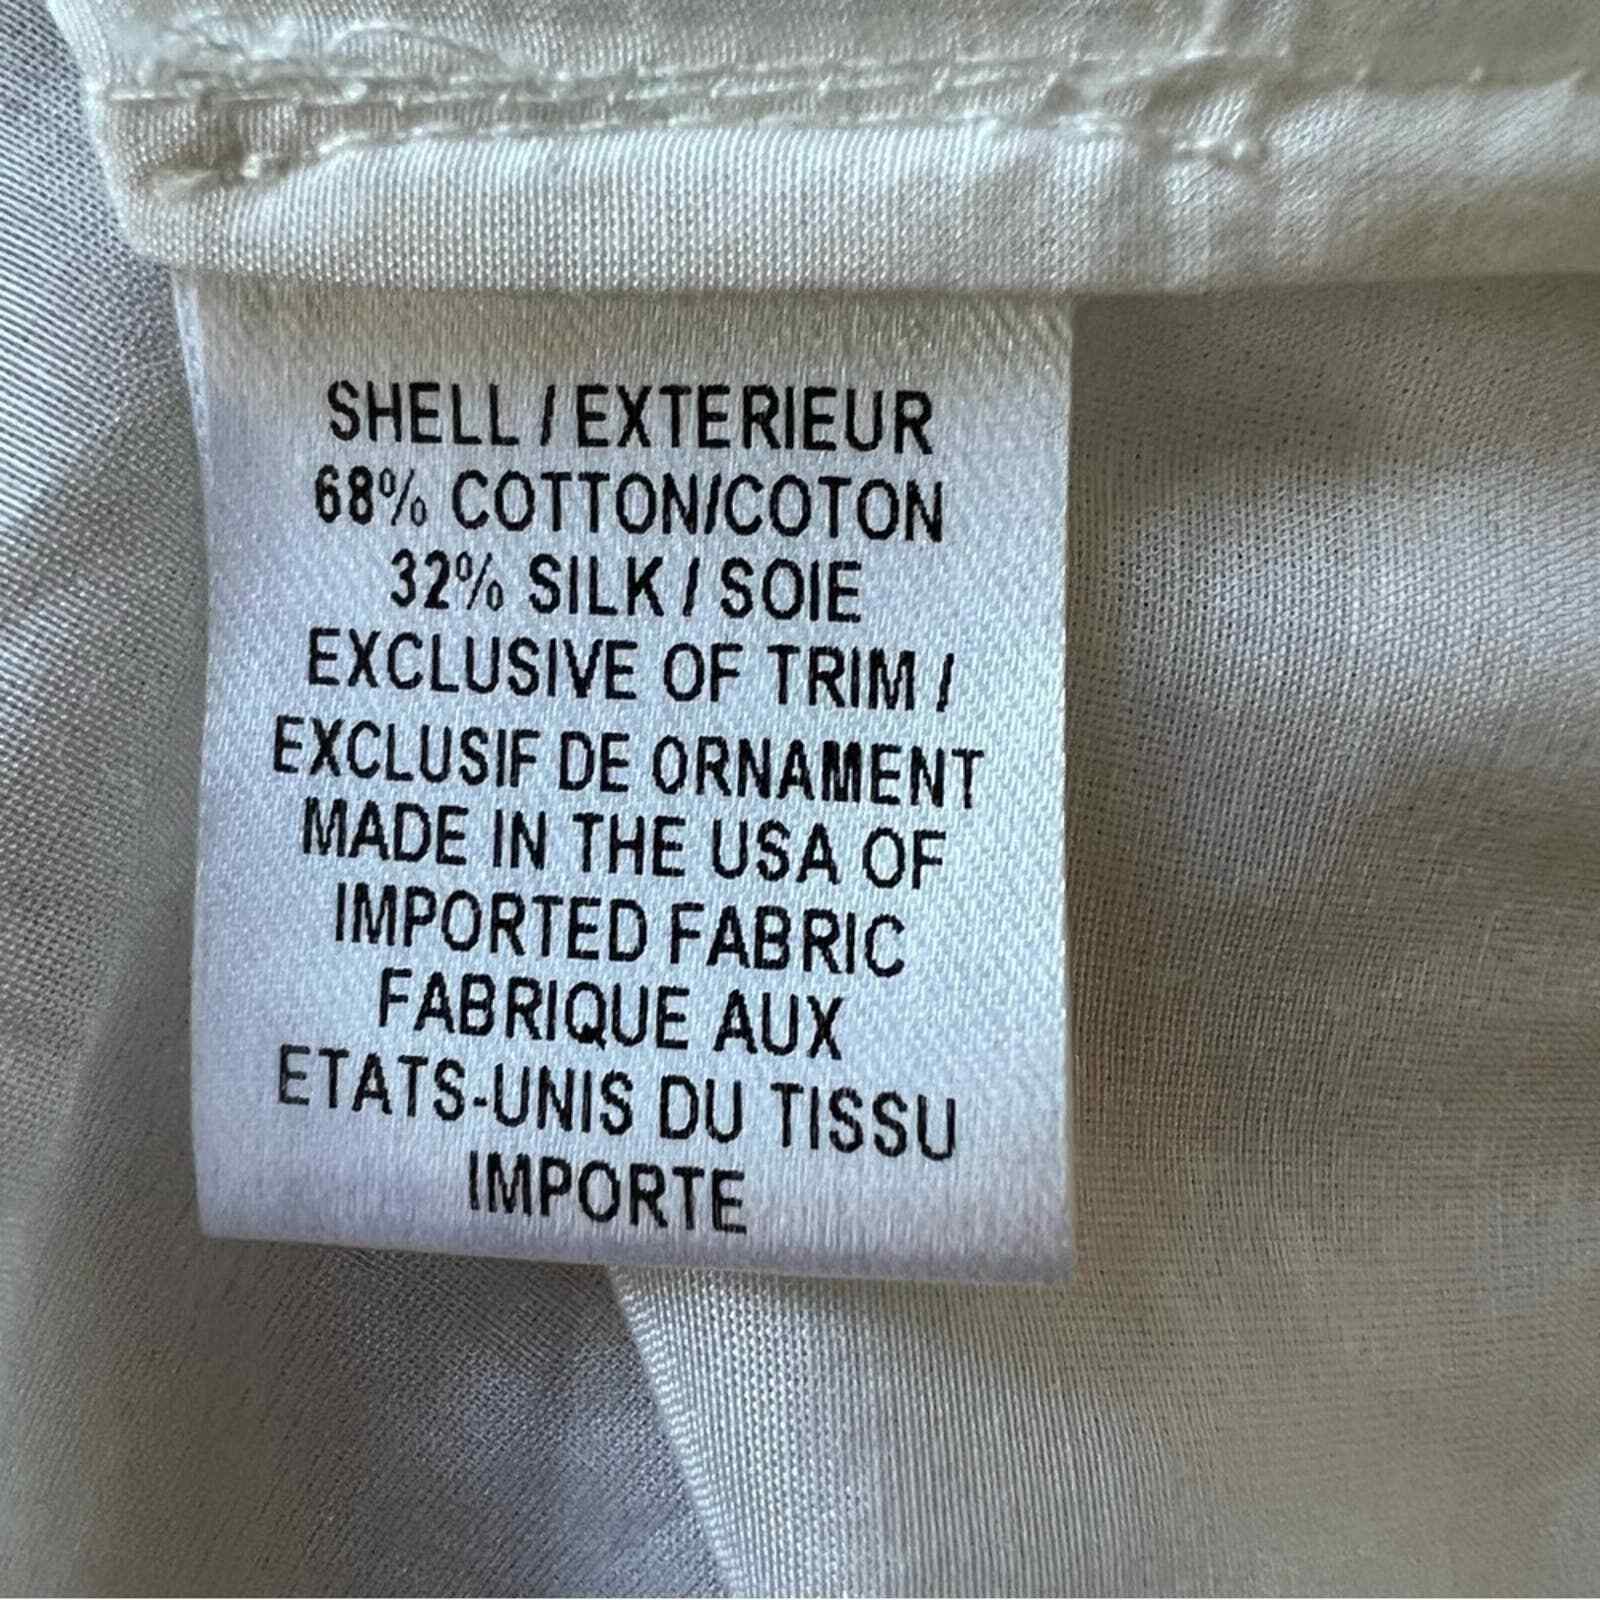 SHELL / EXTERIEUR
68% COTTON/COTON
32% SILK / SOIE
EXCLUSIVE OF TRIM /
EXCLUSIF DE ORNAMENT
MADE IN THE USA OF
IMPORTED FABRIC
FABRIQUE AUX
ETATS-UNIS DU TISSU
IMPORTE